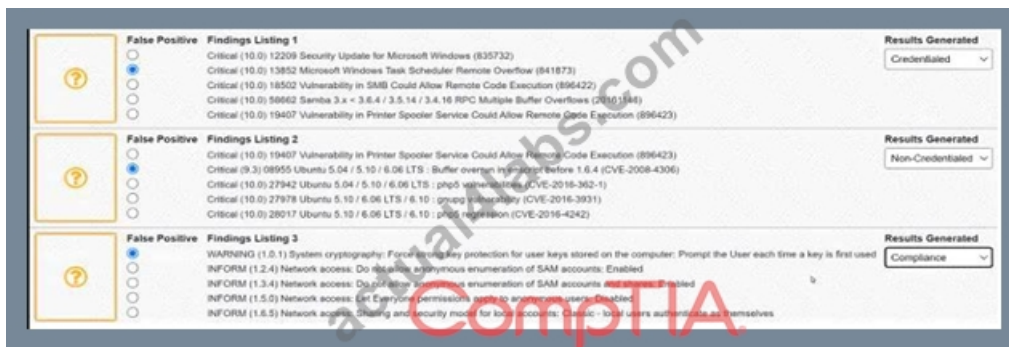 False Positive Findings Listing 1 Results Generated
Critical (10.0) 12209 Security Update for Microsoft Windows (835732)
Credentialed
Critical (10.0) 13852 Microsoft Windows Task Scheduler Remote Overflow (841873)
Critical (10.0) 18502 Vulnerability in SMB Could Allow Remote Code Execution (896422)
Critical (10.0) 58662 Samba 3.x < 3.6.4 / 3.5.14 / 3.4.16 RPC Multiple Buffer Overflows
Critical (10.0) 19407 Vulnerability in Printer Spooler Service Could Allow Remote Code Execution (896423)
False Positive Findings Listing 2 Results Generated
Critical (10.0) 19407 Vulnerability in Printer Spooler Service Could Allow Remote Code Execution (896423)
Non-Credentialed
Critical (9.3) 08955 Ubuntu 5.04 / 5.10 / 6.06 LTS : Buffer overrun in before 1.6.4 (CVE-2008-4306)
Critical (10.0) 27942 Ubuntu 5.04 / 5.10 / 6.06 LTS : php5 vulnerabilities (CVE-2016-362-1)
Critical (10.0) 27978 Ubuntu 5.10 / 6.06 LTS / 6.10 : gnupg vulnerability (CVE-2016-3931)
Critical (10.0) 28017 Ubuntu 5.10 / 6.06 LTS / 6.10 : php5 regression (CVE-2016-4242)
False Positive Findings Listing 3 Results Generated
WARNING (1.0.1) System cryptography: Force strong key protection for user keys stored on the computer: Prompt the User each time a key is first used
Compliance
INFORM (1.2.4) Network access: Do anonymous enumeration of SAM accounts: Enabled
INFORM (1.3.4) Network access: Do anonymous enumeration of SAM accounts Enabled
INFORM (1.5.0) Network access: Let Everyone permissions apply to anonymous users: Disabled
INFORM (1.6.5) Network access: Sharing and security model for local accounts: Classic - local users authenticate as themselves
actual4labs.com
CompTIA.